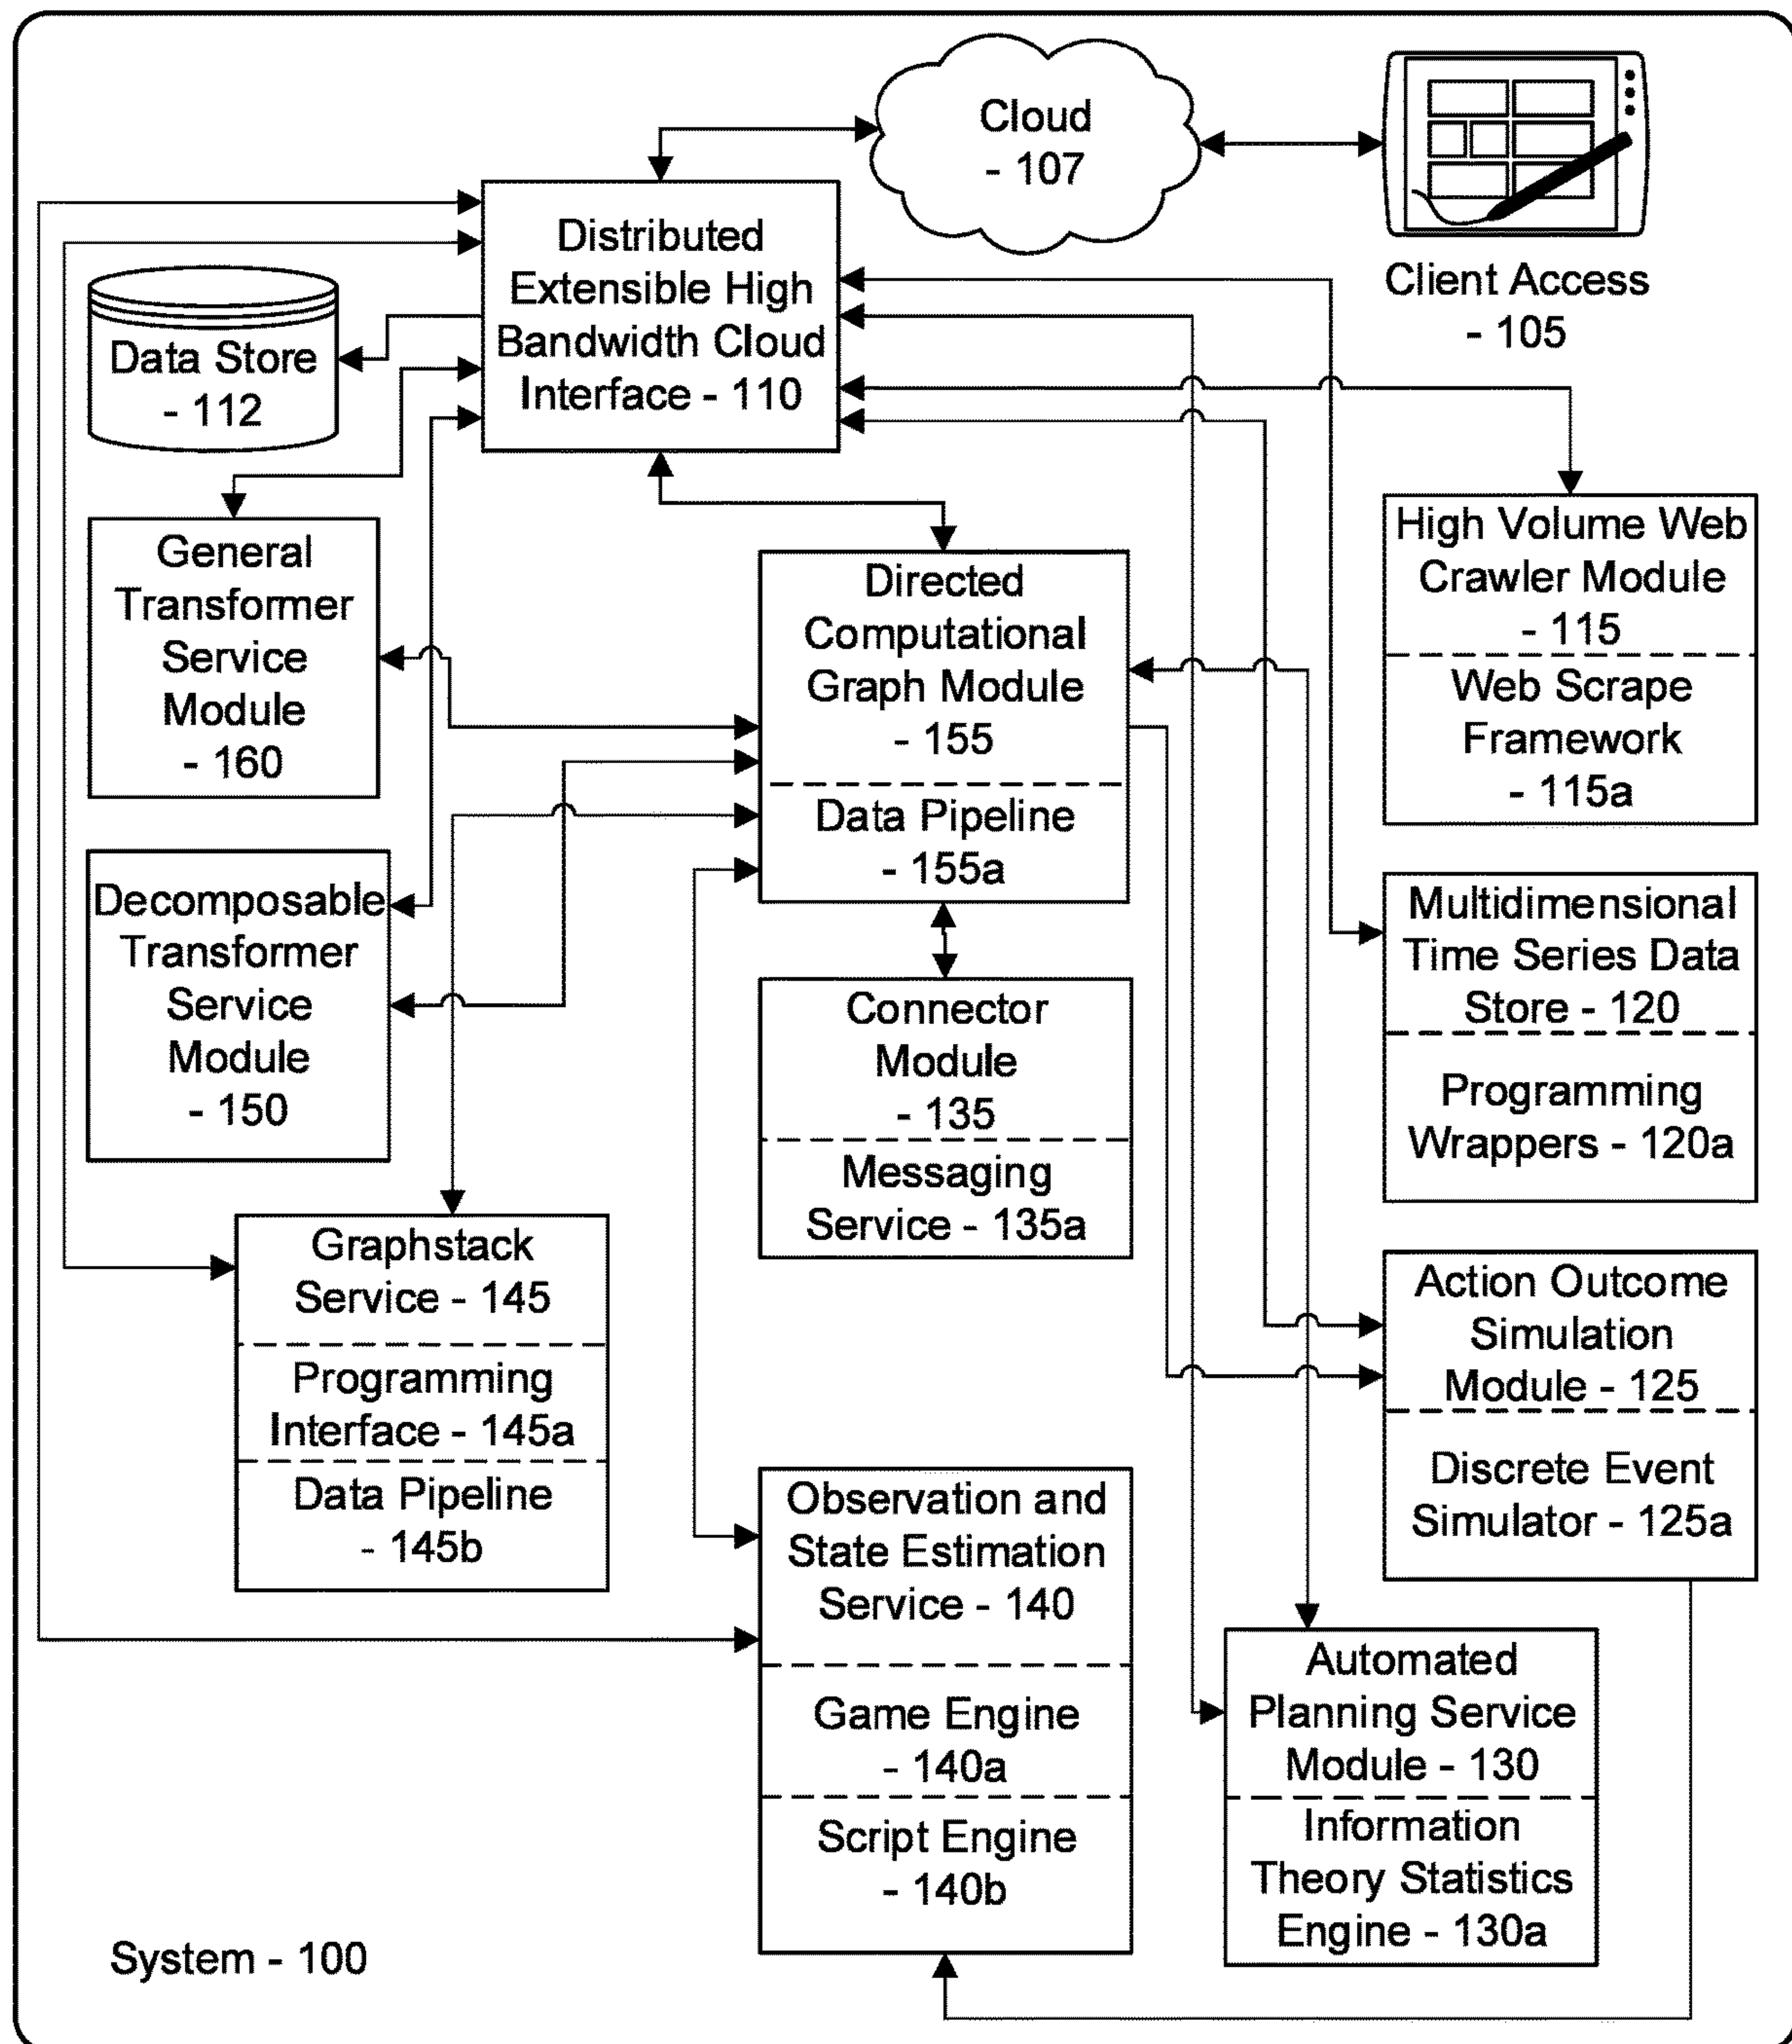 Cloud
- 107
Client Access
- 105
Distributed
Extensible High
Bandwidth Cloud
Interface - 110
Data Store
- 112
General
Transformer
Service
Module
- 160
Directed
Computational
Graph Module
- 155
Data Pipeline
- 155a
High Volume Web
Crawler Module
- 115
Web Scrape
Framework
- 115a
Decomposable
Transformer
Service
Module
- 150
Connector
Module
- 135
Messaging
Service - 135a
Multidimensional
Time Series Data
Store - 120
Programming
Wrappers - 120a
Graphstack
Service - 145
Programming
Interface - 145a
Data Pipeline
- 145b
Action Outcome
Simulation
Module - 125
Discrete Event
Simulator - 125a
Observation and
State Estimation
Service - 140
Game Engine
- 140a
Script Engine
- 140b
Automated
Planning Service
Module - 130
Information
Theory Statistics
Engine - 130a
System - 100